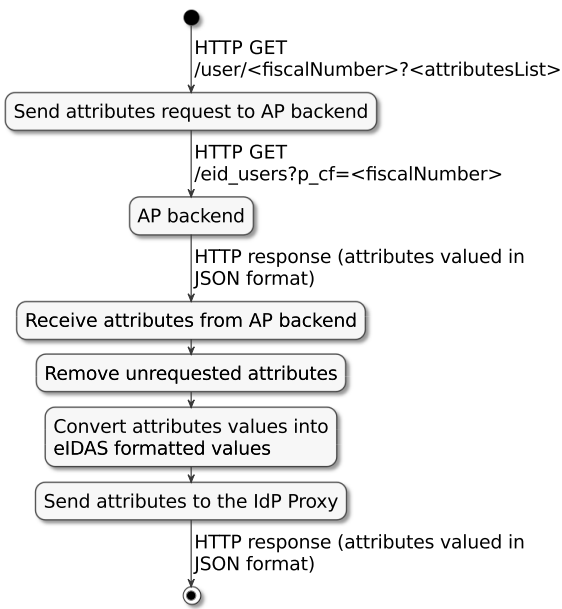 HTTP GET
/user/<fiscalNumber>?<attributesList>
Send attributes request to AP backend
HTTP GET
/eid_users?p_cf=<fiscalNumber>
AP backend
HTTP response (attributes valued in
JSON format)
Receive attributes from AP backend
Remove unrequested attributes
Convert attributes values into
eIDAS formatted values
Send attributes to the IdP Proxy
HTTP response (attributes valued in
JSON format)